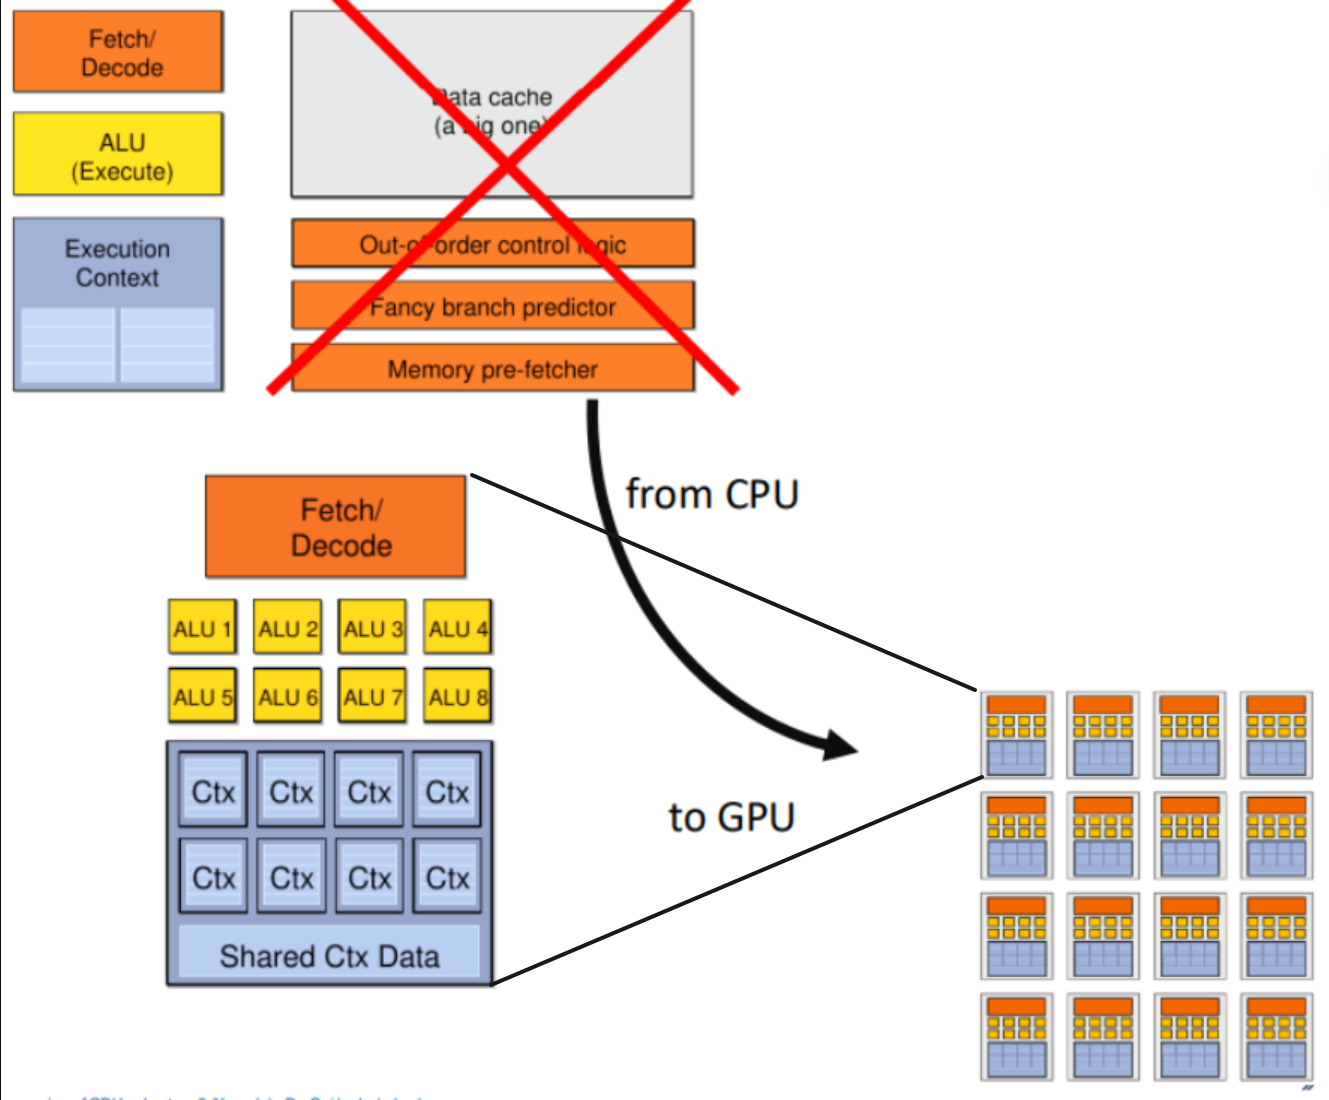 Fetch/
Decode
ALU
(Execute)
Execution
Context
Data cache
(a big one)
Out-of-order control logic
Fancy branch predictor
Memory pre-fetcher
from CPU
Fetch/
Decode
ALU 1 ALU 2 ALU 3 ALU 4
ALU 5 ALU 6 ALU 7 ALU 8
Ctx Ctx Ctx Ctx
Ctx Ctx Ctx Ctx
Shared Ctx Data
to GPU